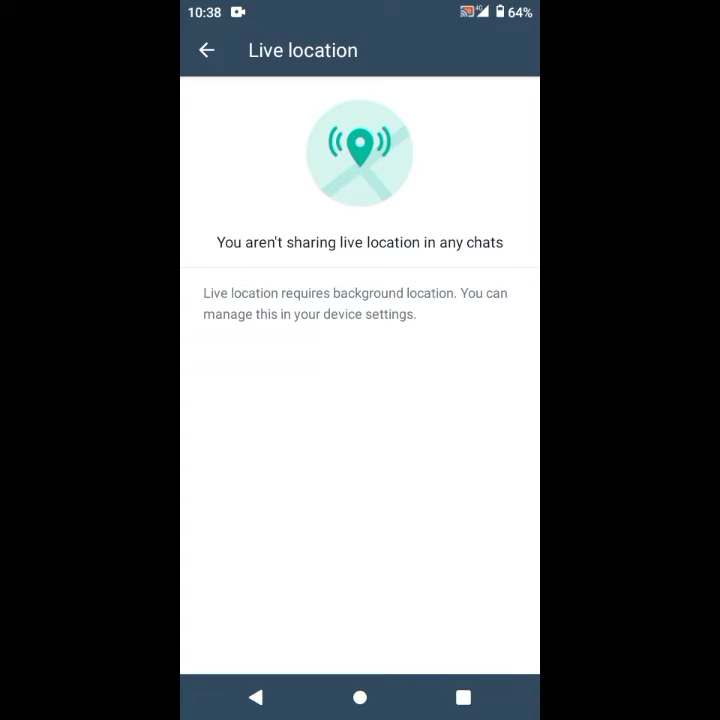 10:38 4G 64%
Live location
You aren't sharing live location in any chats
Live location requires background location. You can
manage this in your device settings.